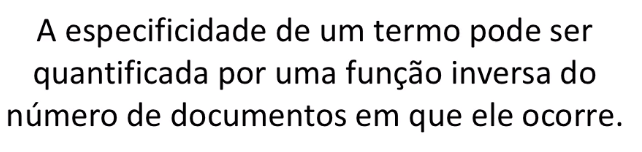 A especificidade de um termo pode ser
quantificada por uma função inversa do
número de documentos em que ele ocorre.